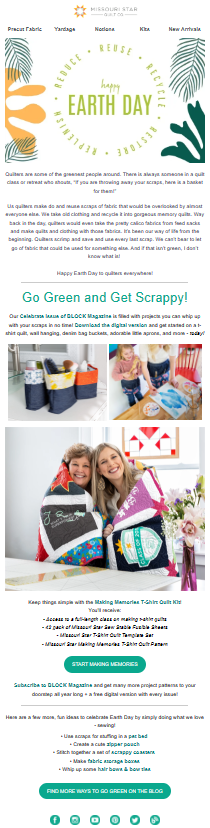 MISSOURI STAR
QUILT CO.
Precut Fabric Yardage Notions Kits New Arrivals
REDUCE • REUSE • RECYCLE • REPLENISH •
happy
EARTH DAY
Quilters are some of the greenest people around. There is always someone in a quilt
class or retreat who shouts, "If you are throwing away your scraps, here is a basket
for them!"
Us quilters make do and reuse scraps of fabric that would be overlooked by almost
everyone else. We take old clothing and recycle it into gorgeous memory quilts. Way
back in the day, quilters would even take the pretty calico fabrics from feed sacks
and make quilts and clothing with those fabrics. It's been our way of life from the
beginning. Quilters scrimp and save and use every last scrap. We can't bear to let
go of fabric that could be used for something else. And if that isn't green, I don't
know what is!
Happy Earth Day to quilters everywhere!
Go Green and Get Scrappy!
Our Celebrate Issue of BLOCK Magazine is filled with projects you can whip up
with your scraps in no time! Download the digital version and get started on a t-
shirt quilt, wall hanging, denim bag buckets, adorable little aprons, and more - today!
Keep things simple with the Making Memories T-Shirt Quilt Kit!
You'll receive:
• Access to a full-length class on making t-shirt quilts
• 40 pack of Missouri Star Sew Stable Fusible Sheets
• Missouri Star T-Shirt Quilt Template Set
• Missouri Star Making Memories T-Shirt Quilt Pattern
START MAKING MEMORIES
Subscribe to BLOCK Magazine and get many more project patterns to your
doorstep all year long + a free digital version with every issue!
Here are a few more, fun ideas to celebrate Earth Day by simply doing what we love
- sewing!
• Use scraps for stuffing in a pet bed
• Create a cute zipper pouch
• Stitch together a set of scrappy coasters
• Make fabric storage boxes
• Whip up some hair bows & bow ties
FIND MORE WAYS TO GO GREEN ON THE BLOG